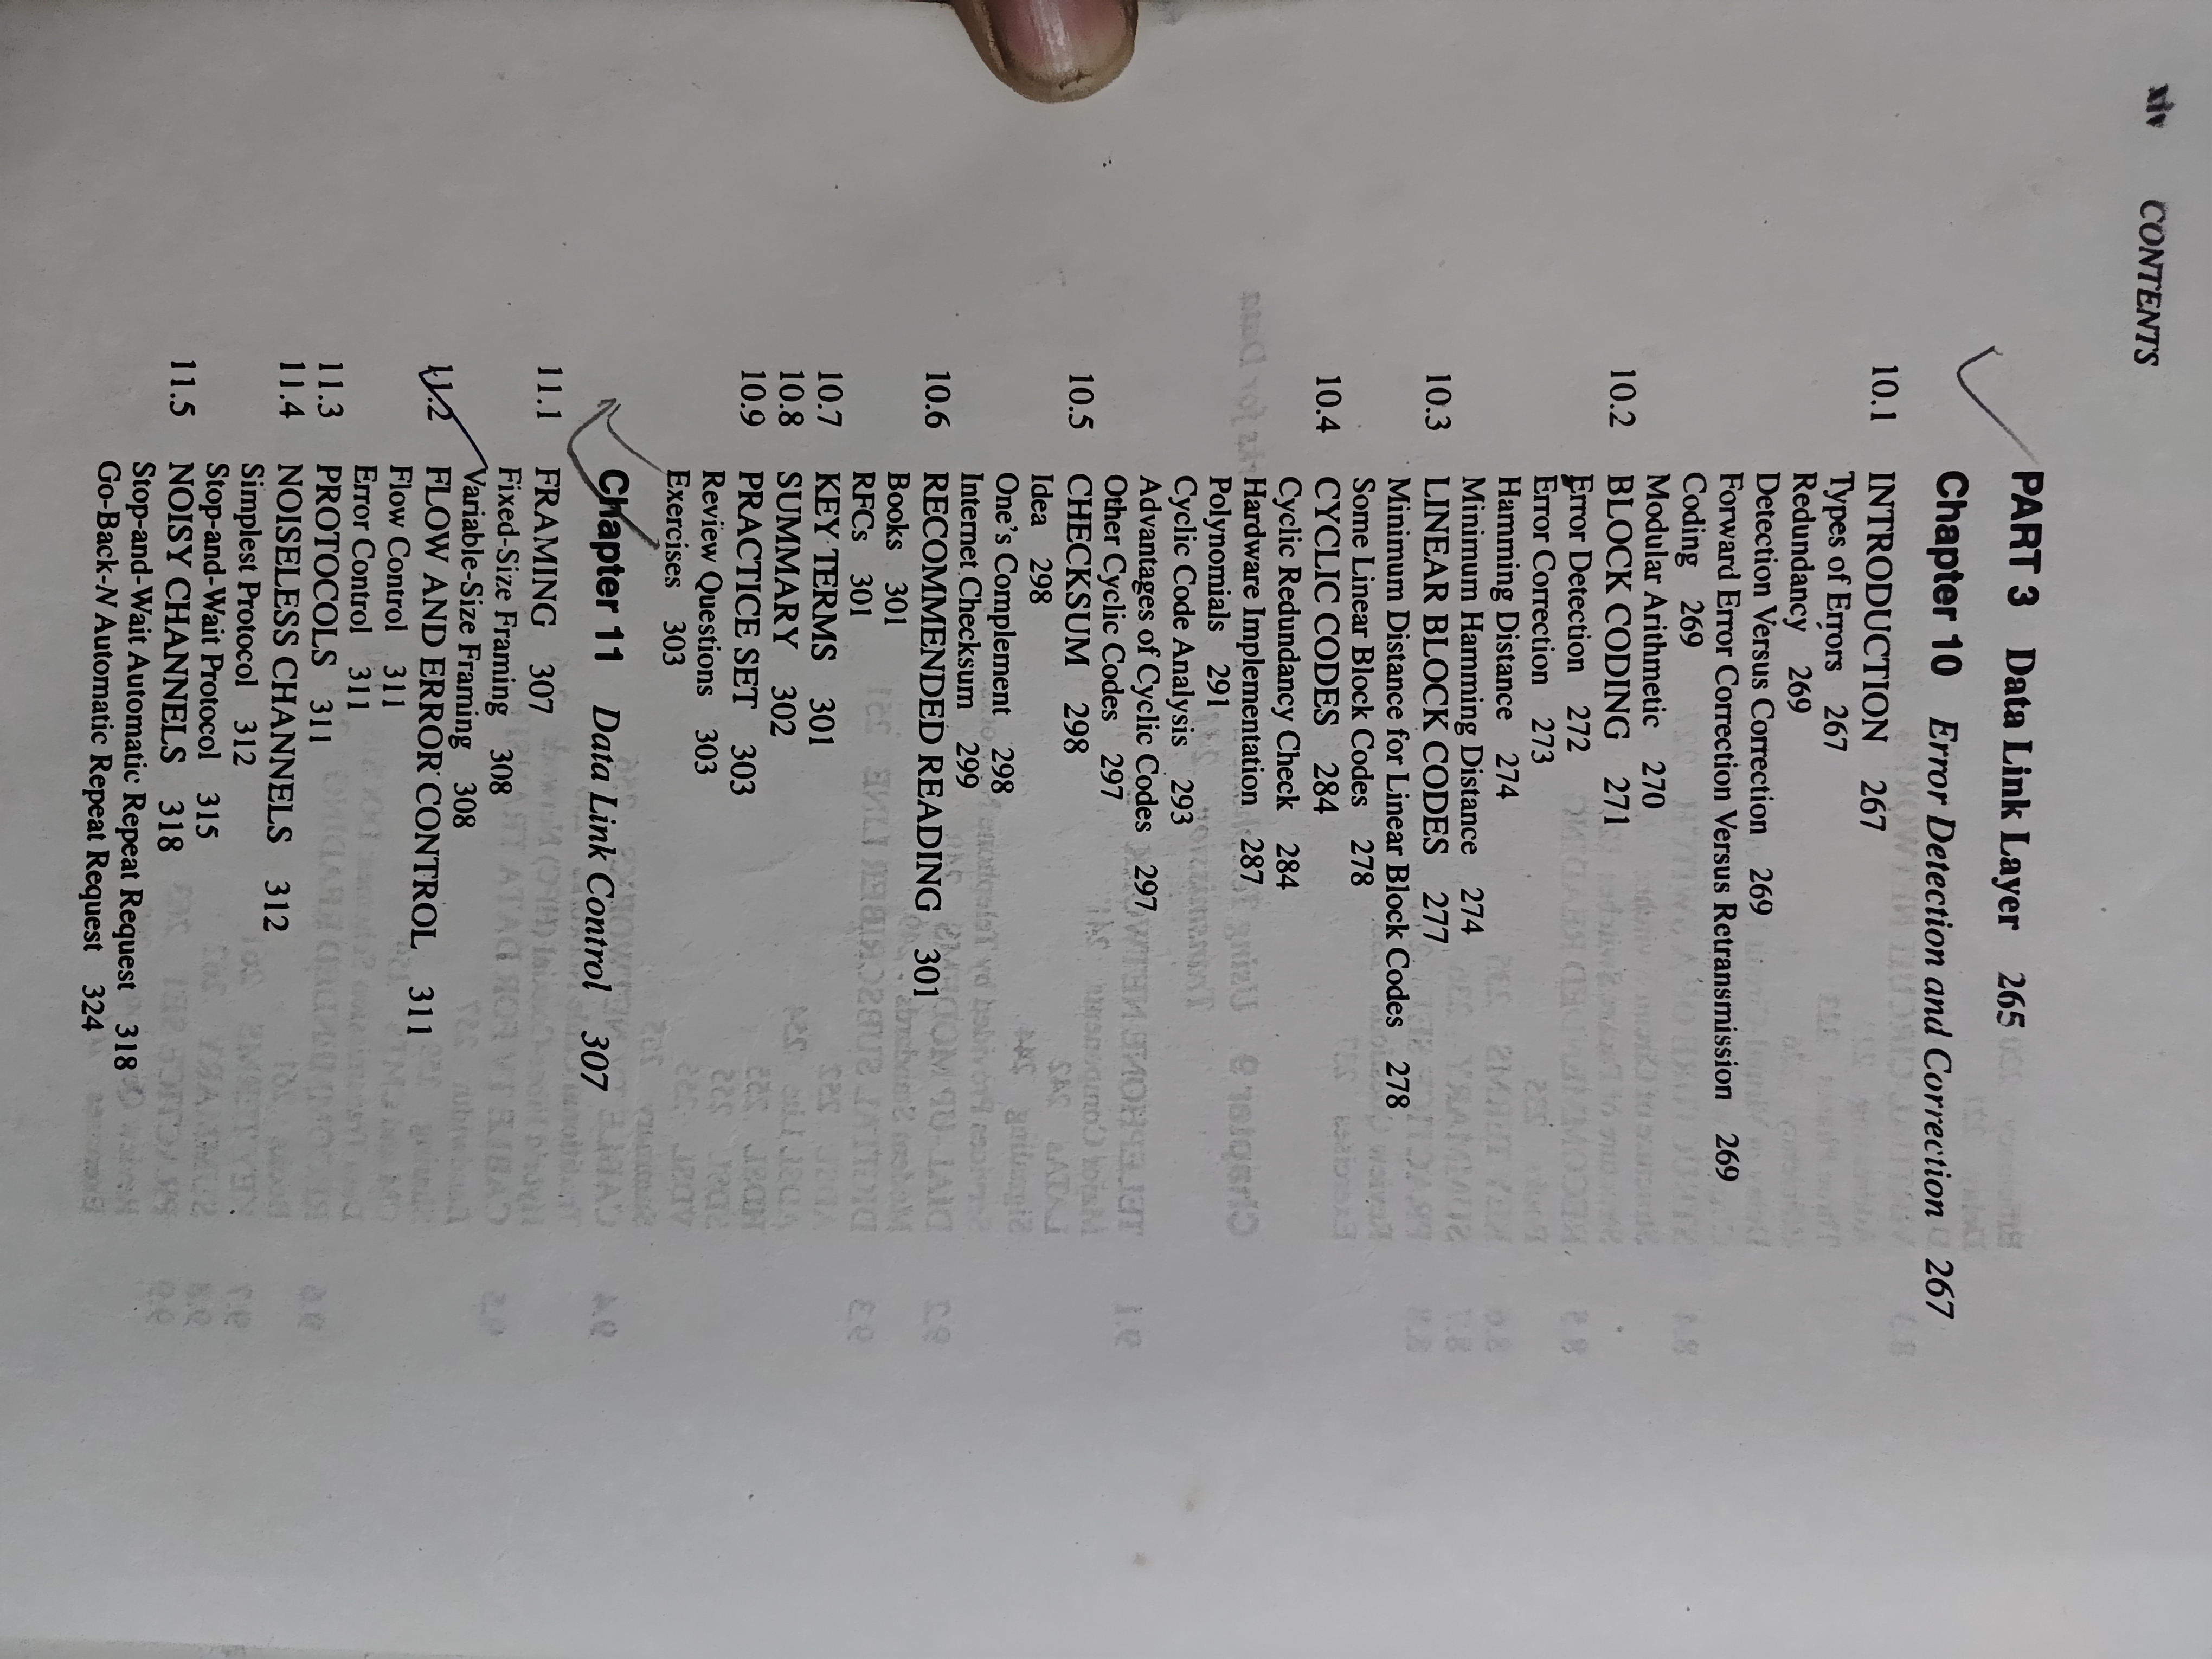 xiv CONTENTS
PART 3 Data Link Layer 265
Chapter 10 Error Detection and Correction 267
10.1 INTRODUCTION 267
Types of Errors 267
Redundancy 269
Detection Versus Correction 269
Forward Error Correction Versus Retransmission 269
Coding 269
Modular Arithmetic 270
10.2 BLOCK CODING 271
Error Detection 272
Error Correction 273
Hamming Distance 274
Minimum Hamming Distance 274
10.3 LINEAR BLOCK CODES 277
Minimum Distance for Linear Block Codes 278
Some Linear Block Codes 278
10.4 CYCLIC CODES 284
Cyclic Redundancy Check 284
Hardware Implementation 287
Polynomials 291
Cyclic Code Analysis 293
Advantages of Cyclic Codes 297
Other Cyclic Codes 297
10.5 CHECKSUM 298
Idea 298
One's Complement 298
Internet Checksum 299
10.6 RECOMMENDED READING 301
Books 301
RFCs 301
10.7 KEY TERMS 301
10.8 SUMMARY 302
10.9 PRACTICE SET 303
Review Questions 303
Exercises 303
Chapter 11 Data Link Control 307
11.1 FRAMING 307
Fixed-Size Framing 308
Variable-Size Framing 308
11.2 FLOW AND ERROR CONTROL 311
Flow Control 311
Error Control 311
11.3 PROTOCOLS 311
11.4 NOISELESS CHANNELS 312
Simplest Protocol 312
Stop-and-Wait Protocol 315
11.5 NOISY CHANNELS 318
Stop-and-Wait Automatic Repeat Request 318
Go-Back-N Automatic Repeat Request 324